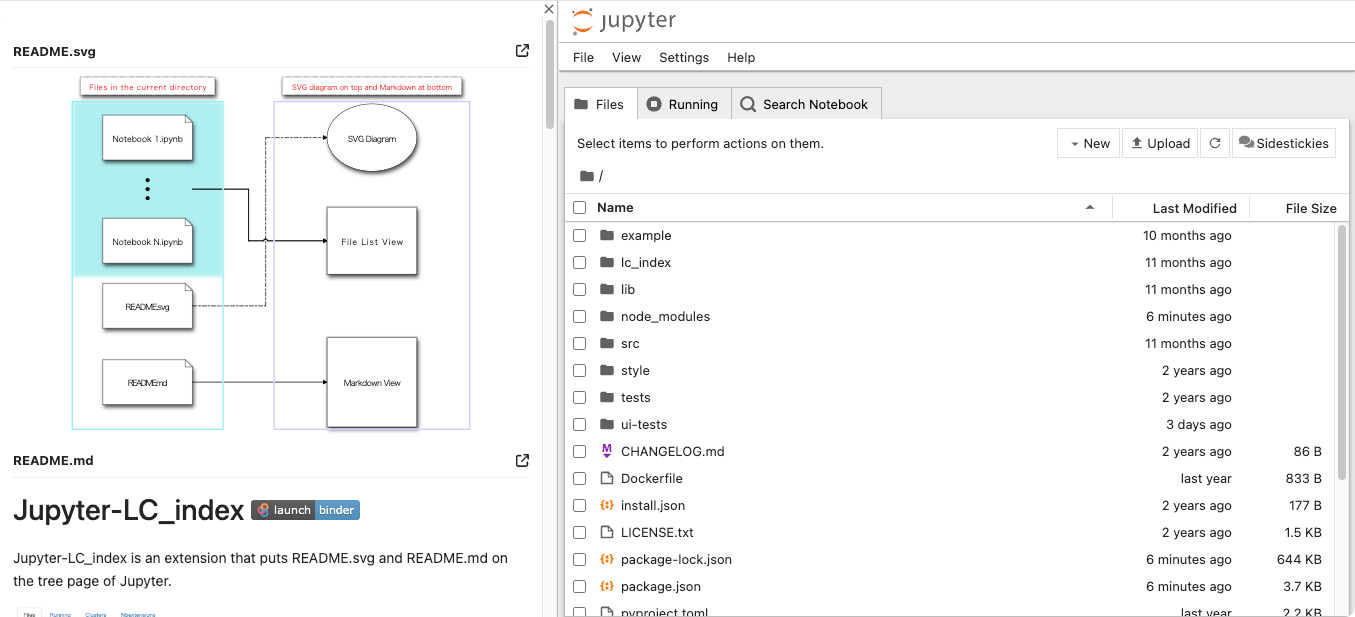 README.svg
Files in the current directory
SVG diagram on top and Markdown at bottom
Notebook 1.ipynb
SVG Diagram
Notebook N.ipynb
File List View
README.svg
README.md
Markdown View
README.md
Jupyter-LC_index launch binder
Jupyter-LC_index is an extension that puts README.svg and README.md on
the tree page of Jupyter.
Files Running Clusters Nbextensions
jupyter
File View Settings Help
Files Running Search Notebook
Select items to perform actions on them.
New Upload Sidestickies
/
Name Last Modified File Size
example 10 months ago
lc_index 11 months ago
lib 11 months ago
node_modules 6 minutes ago
src 11 months ago
style 2 years ago
tests 2 years ago
ui-tests 3 days ago
CHANGELOG.md 2 years ago 86 B
Dockerfile last year 833 B
install.json 2 years ago 177 B
LICENSE.txt 2 years ago 1.5 KB
package-lock.json 6 minutes ago 644 KB
package.json 6 minutes ago 3.7 KB
pyproject.toml last year 2.2 KB